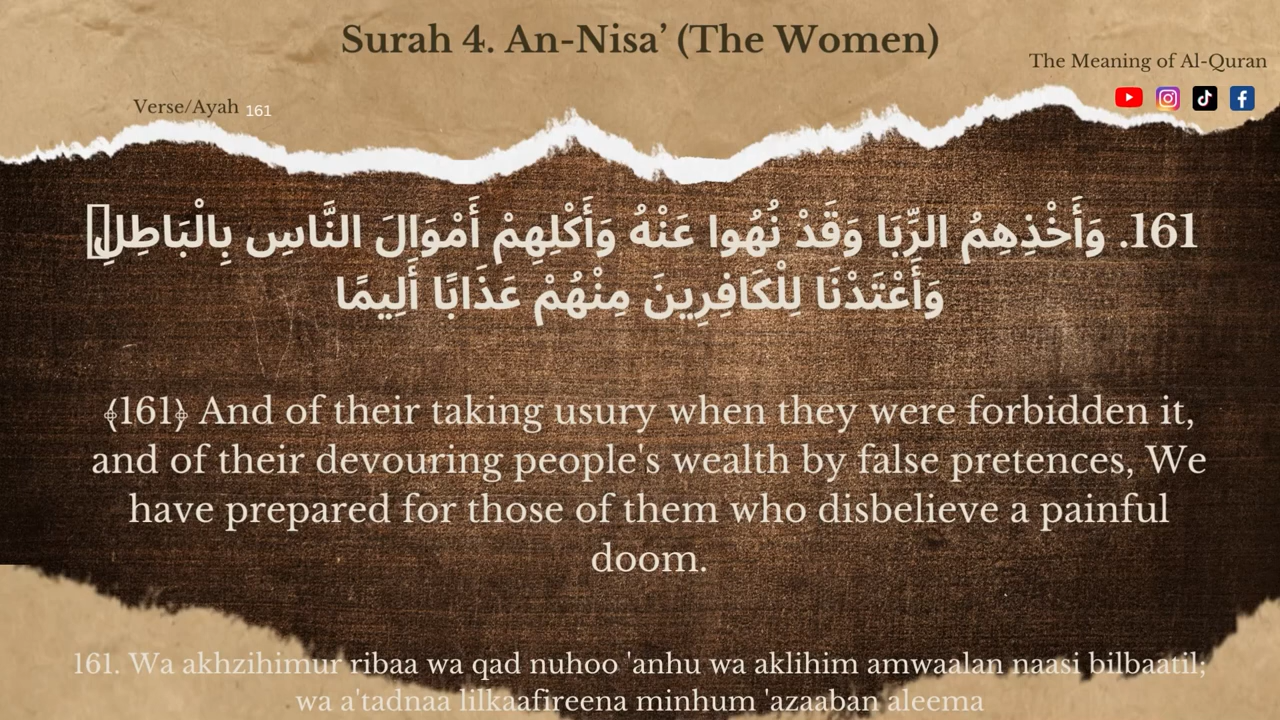 Surah 4. An-Nisa’ (The Women)
The Meaning of Al-Quran
Verse/Ayah 161
161. وَأَخْذِهِمُ الرِّبَا وَقَدْ نُهُوا عَنْهُ وَأَكْلِهِمْ أَمْوَالَ النَّاسِ بِالْبَاطِلِ
وَأَعْتَدْنَا لِلْكَافِرِينَ مِنْهُمْ عَذَابًا أَلِيمًا
﴾161﴿ And of their taking usury when they were forbidden it,
and of their devouring people's wealth by false pretences, We
have prepared for those of them who disbelieve a painful
doom.
161. Wa akhzihimur ribaa wa qad nuhoo 'anhu wa aklihim amwaalan naasi bilbaatil;
wa a'tadnaa lilkaafireena minhum 'azaaban aleema